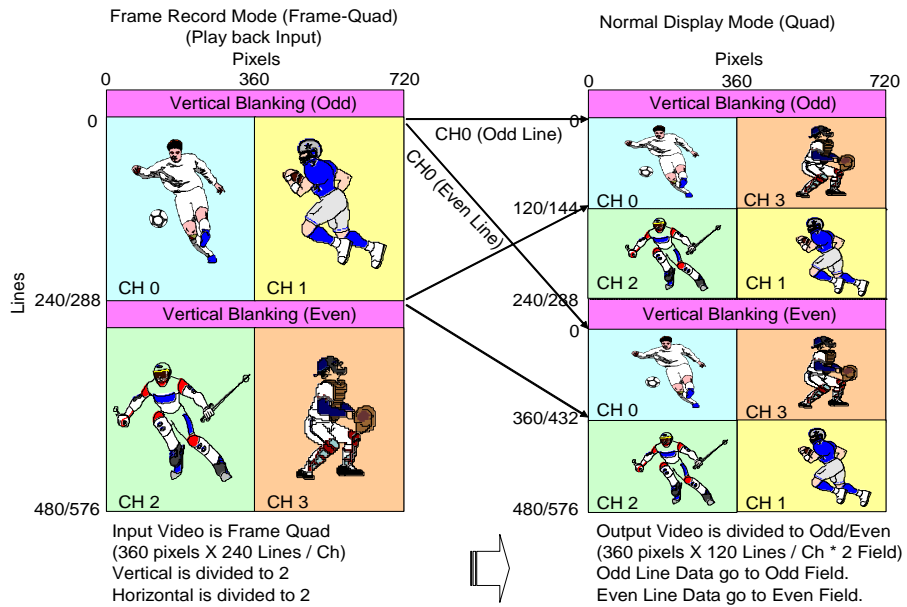 Frame Record Mode (Frame-Quad)
(Play back Input)
Pixels
0 360 720
Vertical Blanking (Odd)
0
CH 0
CH 1
Lines
240/288
Vertical Blanking (Even)
CH 2
CH 3
480/576
Input Video is Frame Quad
(360 pixels X 240 Lines / Ch)
Vertical is divided to 2
Horizontal is divided to 2
CH0 (Odd Line)
CH0 (Even Line)
Normal Display Mode (Quad)
Pixels
0 360 720
Vertical Blanking (Odd)
0
CH 0
CH 3
120/144
CH 2
CH 1
240/288
Vertical Blanking (Even)
0
CH 0
CH 3
360/432
CH 2
CH 1
480/576
Output Video is divided to Odd/Even
(360 pixels X 120 Lines / Ch * 2 Field)
Odd Line Data go to Odd Field.
Even Line Data go to Even Field.